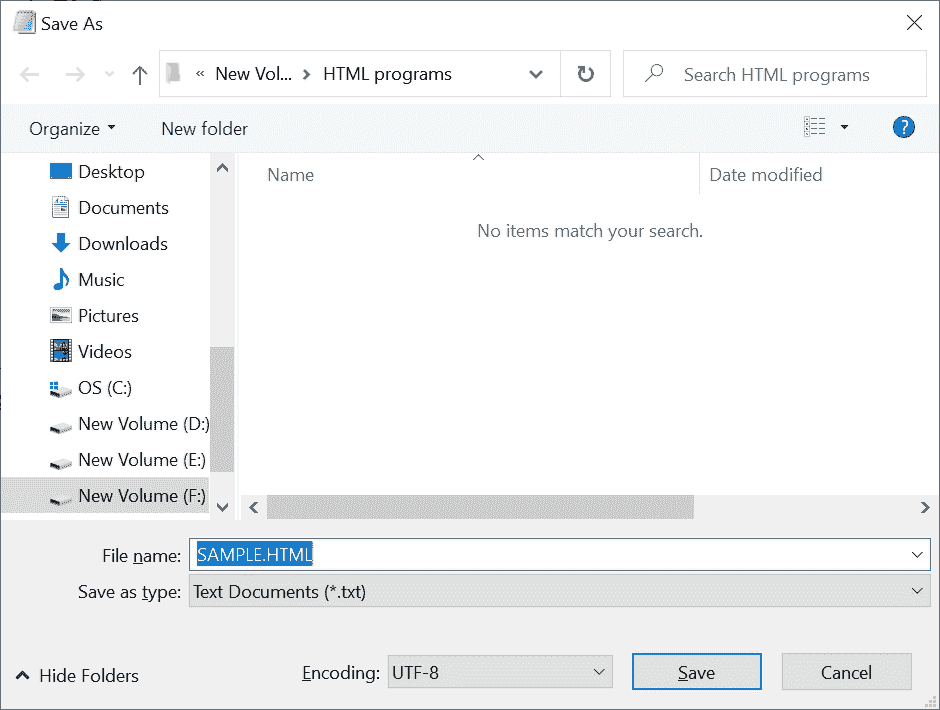 Save As
« New Vol... > HTML programs
Search HTML programs
Organize
New folder
?
Name
Date modified
No items match your search.
Desktop
Documents
Downloads
Music
Pictures
Videos
OS (C:)
New Volume (D:)
New Volume (E:)
New Volume (F:)
File name: SAMPLE.HTML
Save as type: Text Documents (*.txt)
Hide Folders
Encoding: UTF-8
Save
Cancel